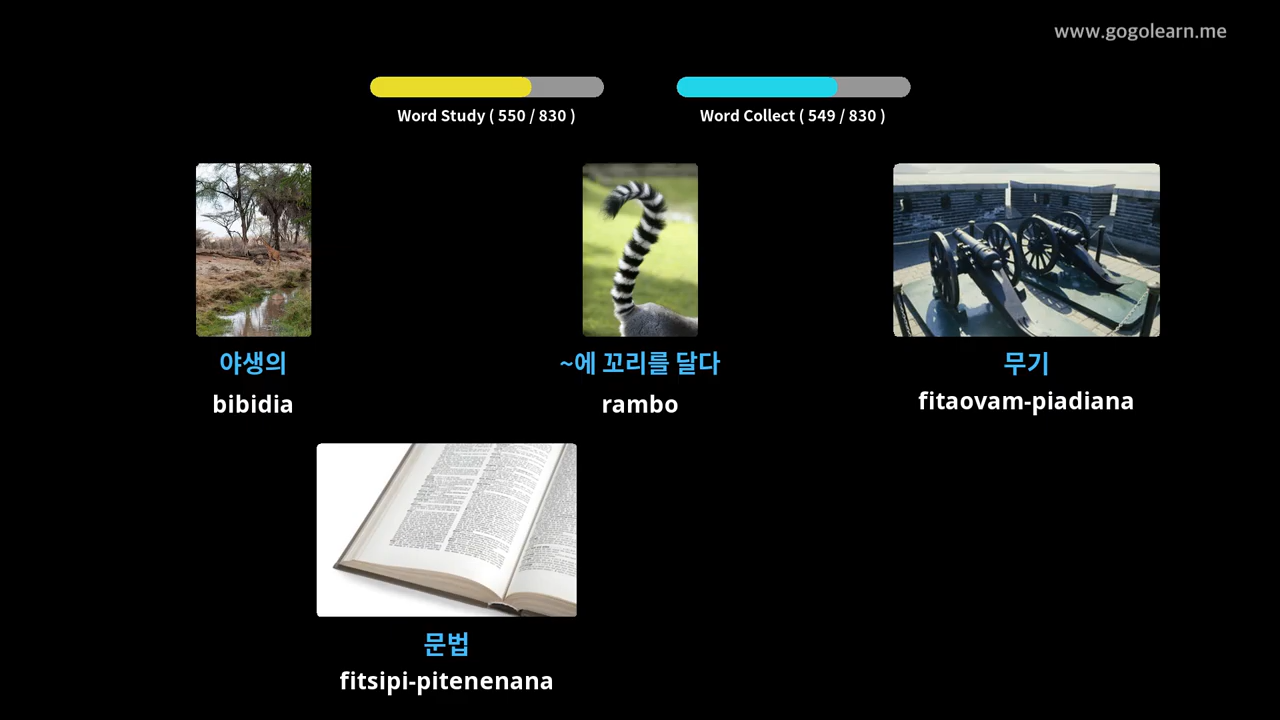 www.gogolearn.me
Word Study ( 550 / 830 )
Word Collect ( 549 / 830 )
야생의
bibidia
~에 꼬리를 달다
rambo
무기
fitaovam-piadiana
문법
fitsipi-pitenenana